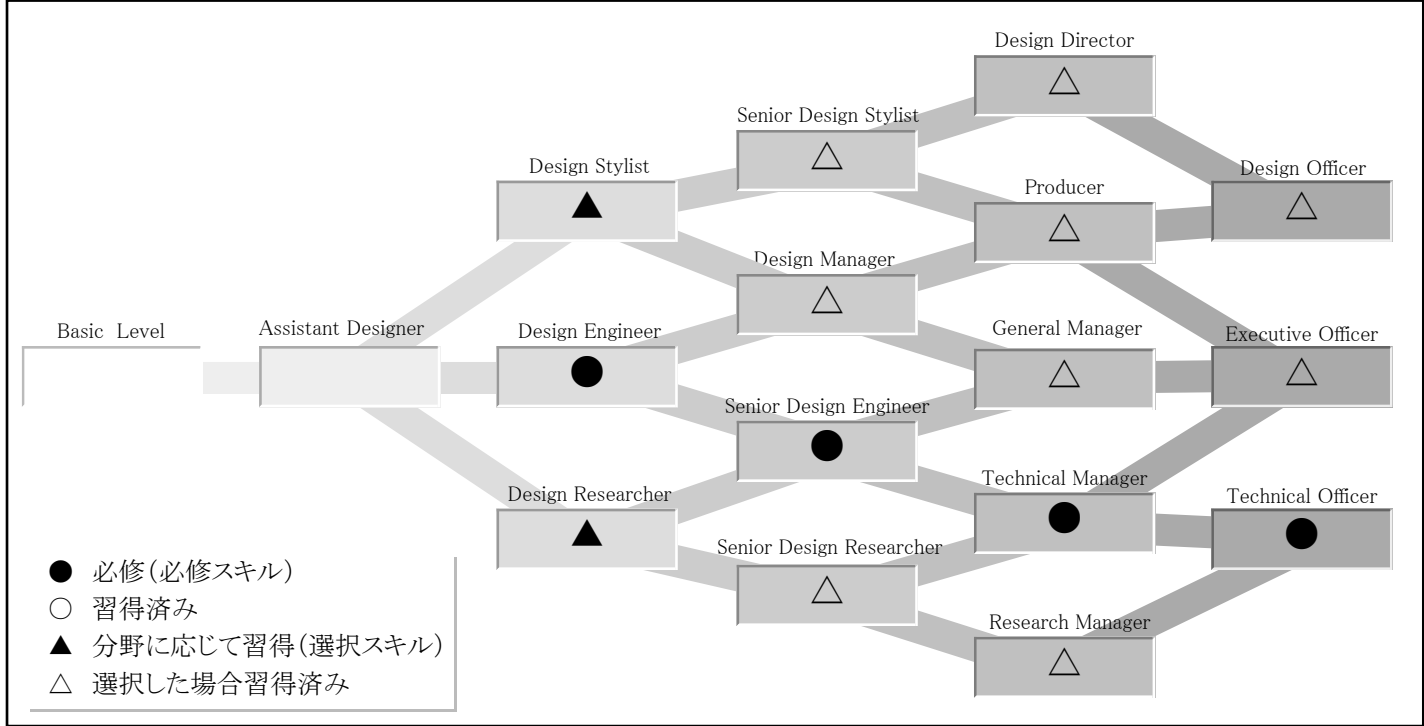 Design Director
△
Senior Design Stylist
△
Design Stylist
▲
Design Officer
△
Producer
△
Design Manager
△
Basic Level
Assistant Designer
Design Engineer
●
General Manager
△
Executive Officer
△
Senior Design Engineer
●
Design Researcher
▲
Technical Manager
●
Technical Officer
●
Senior Design Researcher
△
Research Manager
△
● 必修(必修スキル)
○ 習得済み
▲ 分野に応じて習得(選択スキル)
△ 選択した場合習得済み